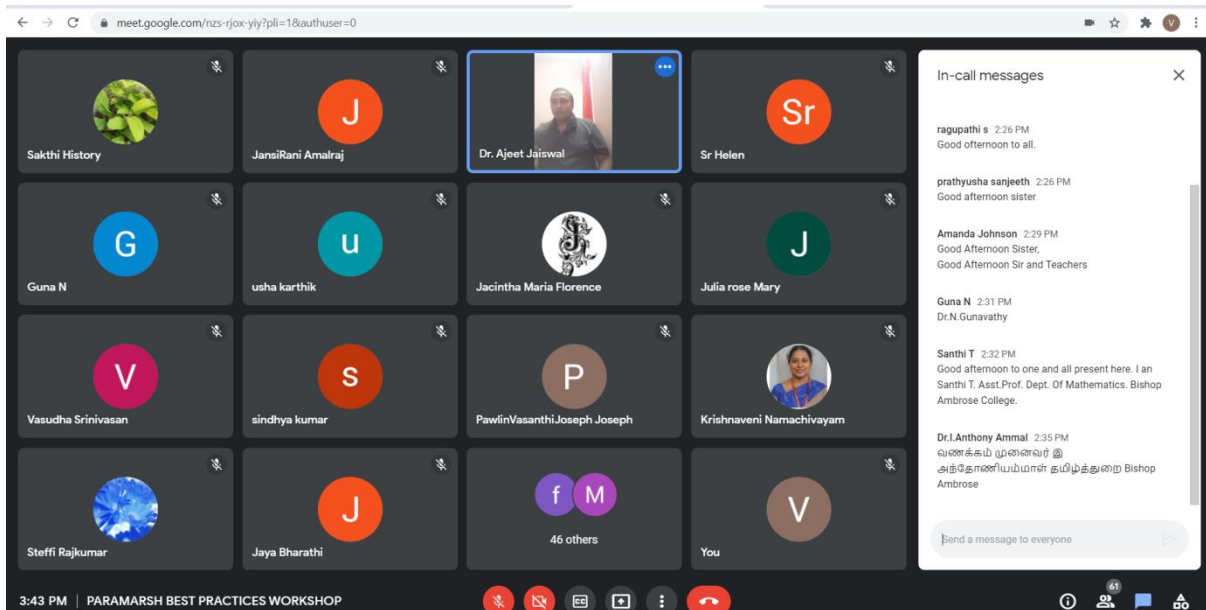 meet.google.com/nzs-rjox-yiy?pli=1&authuser=0
V
Sakthi History
J
JansiRani Amalraj
Dr. Ajeet Jaiswal
Sr
Sr Helen
G
Guna N
u
usha karthik
J
Jacintha Maria Florence
J
Julia rose Mary
V
Vasudha Srinivasan
s
sindhya kumar
P
PawlinVasanthiJoseph Joseph
Krishnaveni Namachivayam
Steffi Rajkumar
J
Jaya Bharathi
f M
46 others
V
You
In-call messages
ragupathi s 2:26 PM
Good ofternoon to all.
prathyusha sanjeeth 2:26 PM
Good afternoon sister
Amanda Johnson 2:29 PM
Good Afternoon Sister,
Good Afternoon Sir and Teachers
Guna N 2:31 PM
Dr.N.Gunavathy
Santhi T 2:32 PM
Good afternoon to one and all present here. I an
Santhi T. Asst.Prof. Dept. Of Mathematics. Bishop
Ambrose College.
Dr.I.Anthony Ammal 2:35 PM
வணக்கம் முனைவர் இ
அந்தோணியம்மாள் தமிழ்த்துறை Bishop
Ambrose
Send a message to everyone
3:43 PM | PARAMARSH BEST PRACTICES WORKSHOP
CC
61